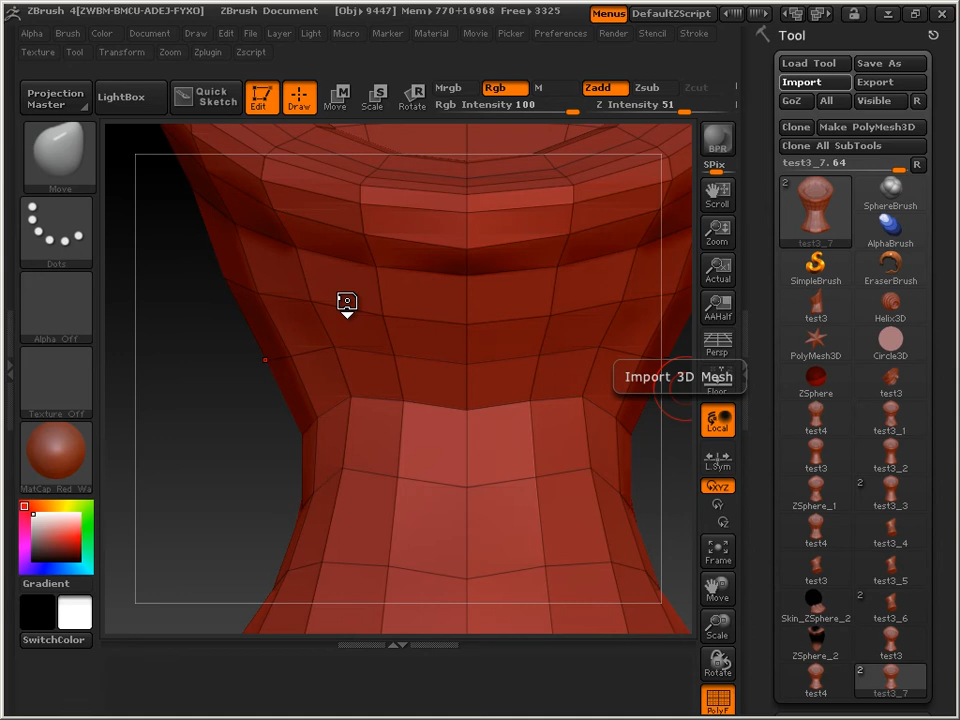 ZBrush 4[ZWBM-BMCU-ADEJ-FYXO] ZBrush Document [Obj▸ 9447] Mem▸770+16968 Free▸3325
Menus DefaultZScript
Alpha Brush Color Document Draw Edit File Layer Light Macro Marker Material Movie Picker Preferences Render Stencil Stroke
Texture Tool Transform Zoom Zplugin Zscript
Projection Master
LightBox
Quick Sketch
Edit Draw Move Scale Rotate
Mrgb Rgb M Zadd Zsub Zcut
Rgb Intensity 100 Z Intensity 51
Move
Dots
Alpha Off
Texture Off
MatCap Red Wa
Gradient
SwitchColor
BPR
SPix
Scroll
Zoom
Actual
AAHalf
Persp
Floor
Local
L.Sym
XYZ
Y
Z
Frame
Move
Scale
Rotate
PolyF
Import 3D Mesh
Tool
Load Tool Save As
Import Export
GoZ All Visible R
Clone Make PolyMesh3D
Clone All SubTools
test3_7. 64 R
2
test3_7 SphereBrush
AlphaBrush
SimpleBrush EraserBrush
test3 Helix3D
PolyMesh3D Circle3D
ZSphere test3
test4 test3_1
test3 test3_2
2
ZSphere_1 test3_3
test4 test3_4
test3 test3_5
2
Skin_ZSphere_2 test3_6
ZSphere_2 test3
2
test4 test3_7